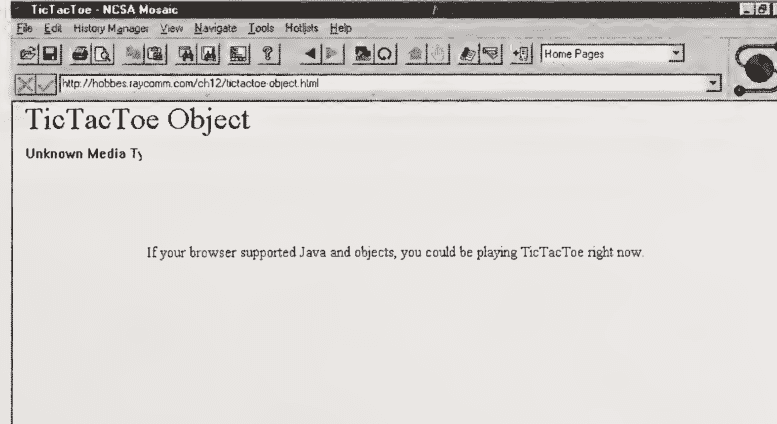 TicTacToe - NCSA Mosaic
File Edit History Manager View Navigate Tools Hotlists Help
Home Pages
http://hobbes.raycomm.com/ch12/tictactoe-object.html
TicTacToe Object
Unknown Media Ty
If your browser supported Java and objects, you could be playing TicTacToe right now.